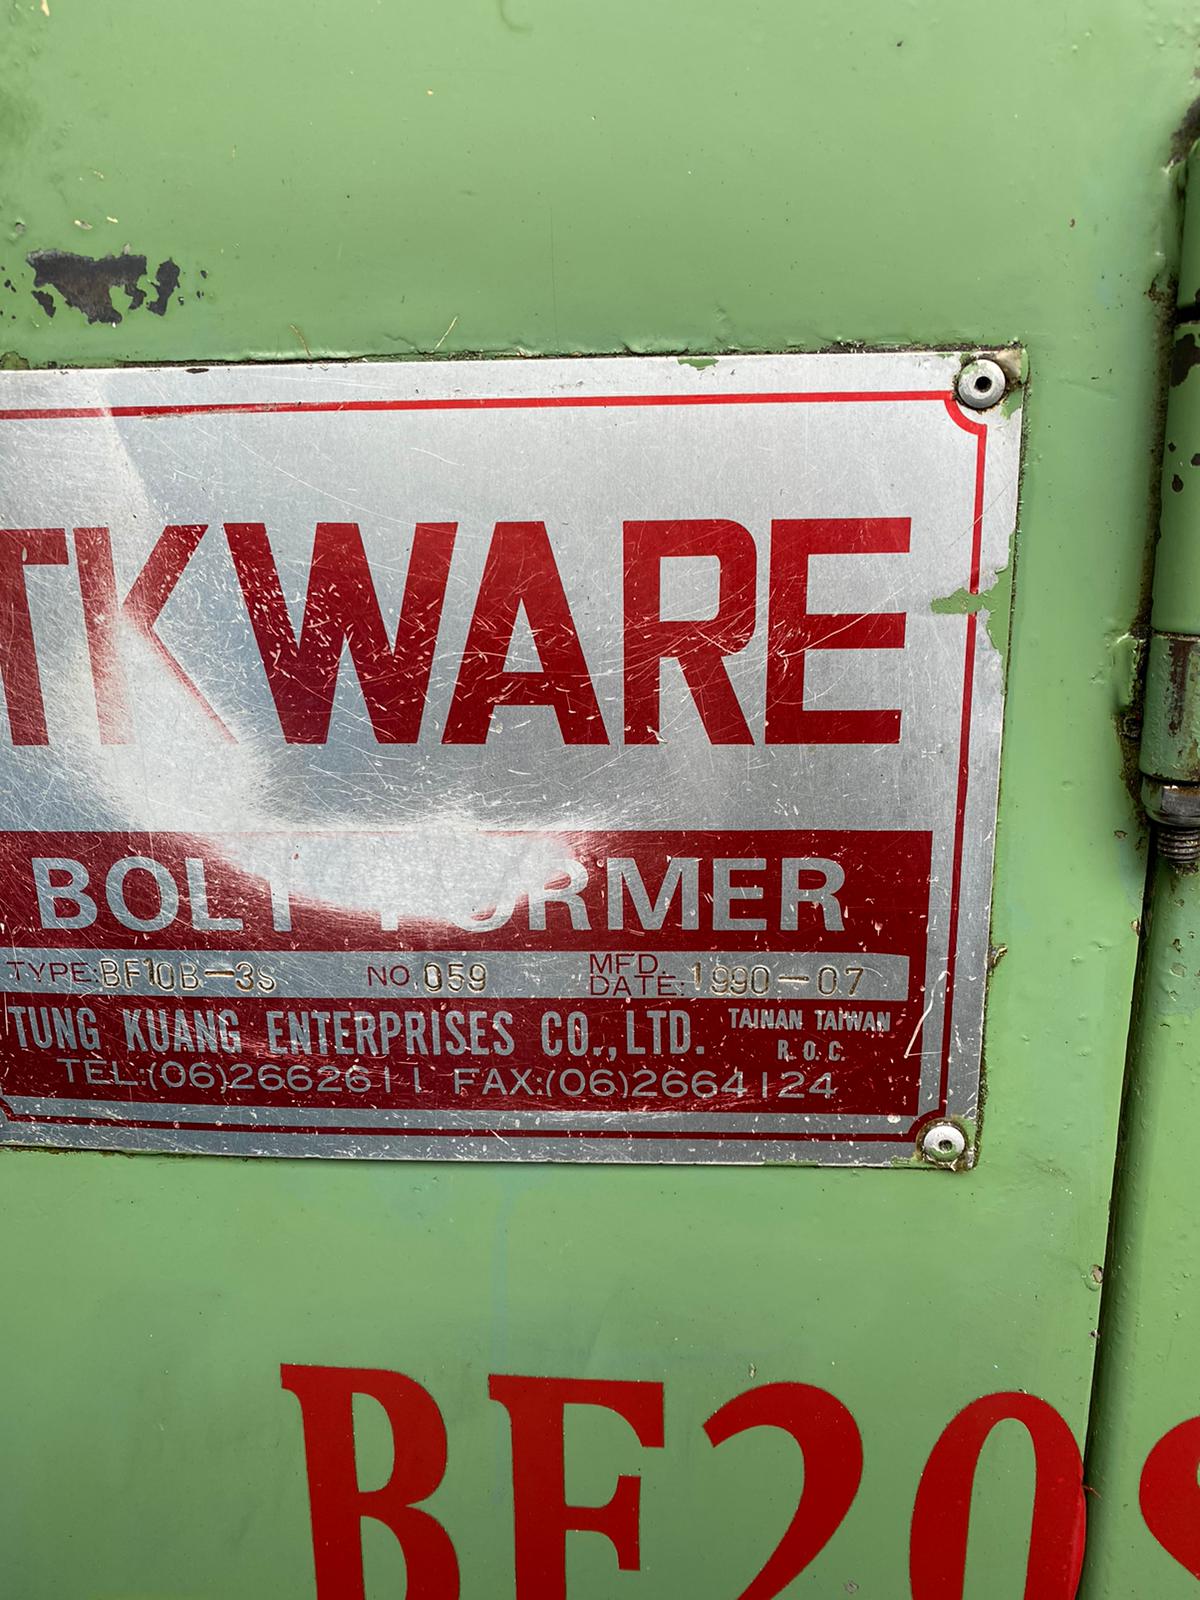 TKWARE
BOLT FORMER
TYPE: BF10B-3S NO. 059 MFD. DATE: 1990-07
TUNG KUANG ENTERPRISES CO., LTD. TAINAN TAIWAN
R. O. C.
TEL:(06)2662611 FAX:(06)2664124
BF20